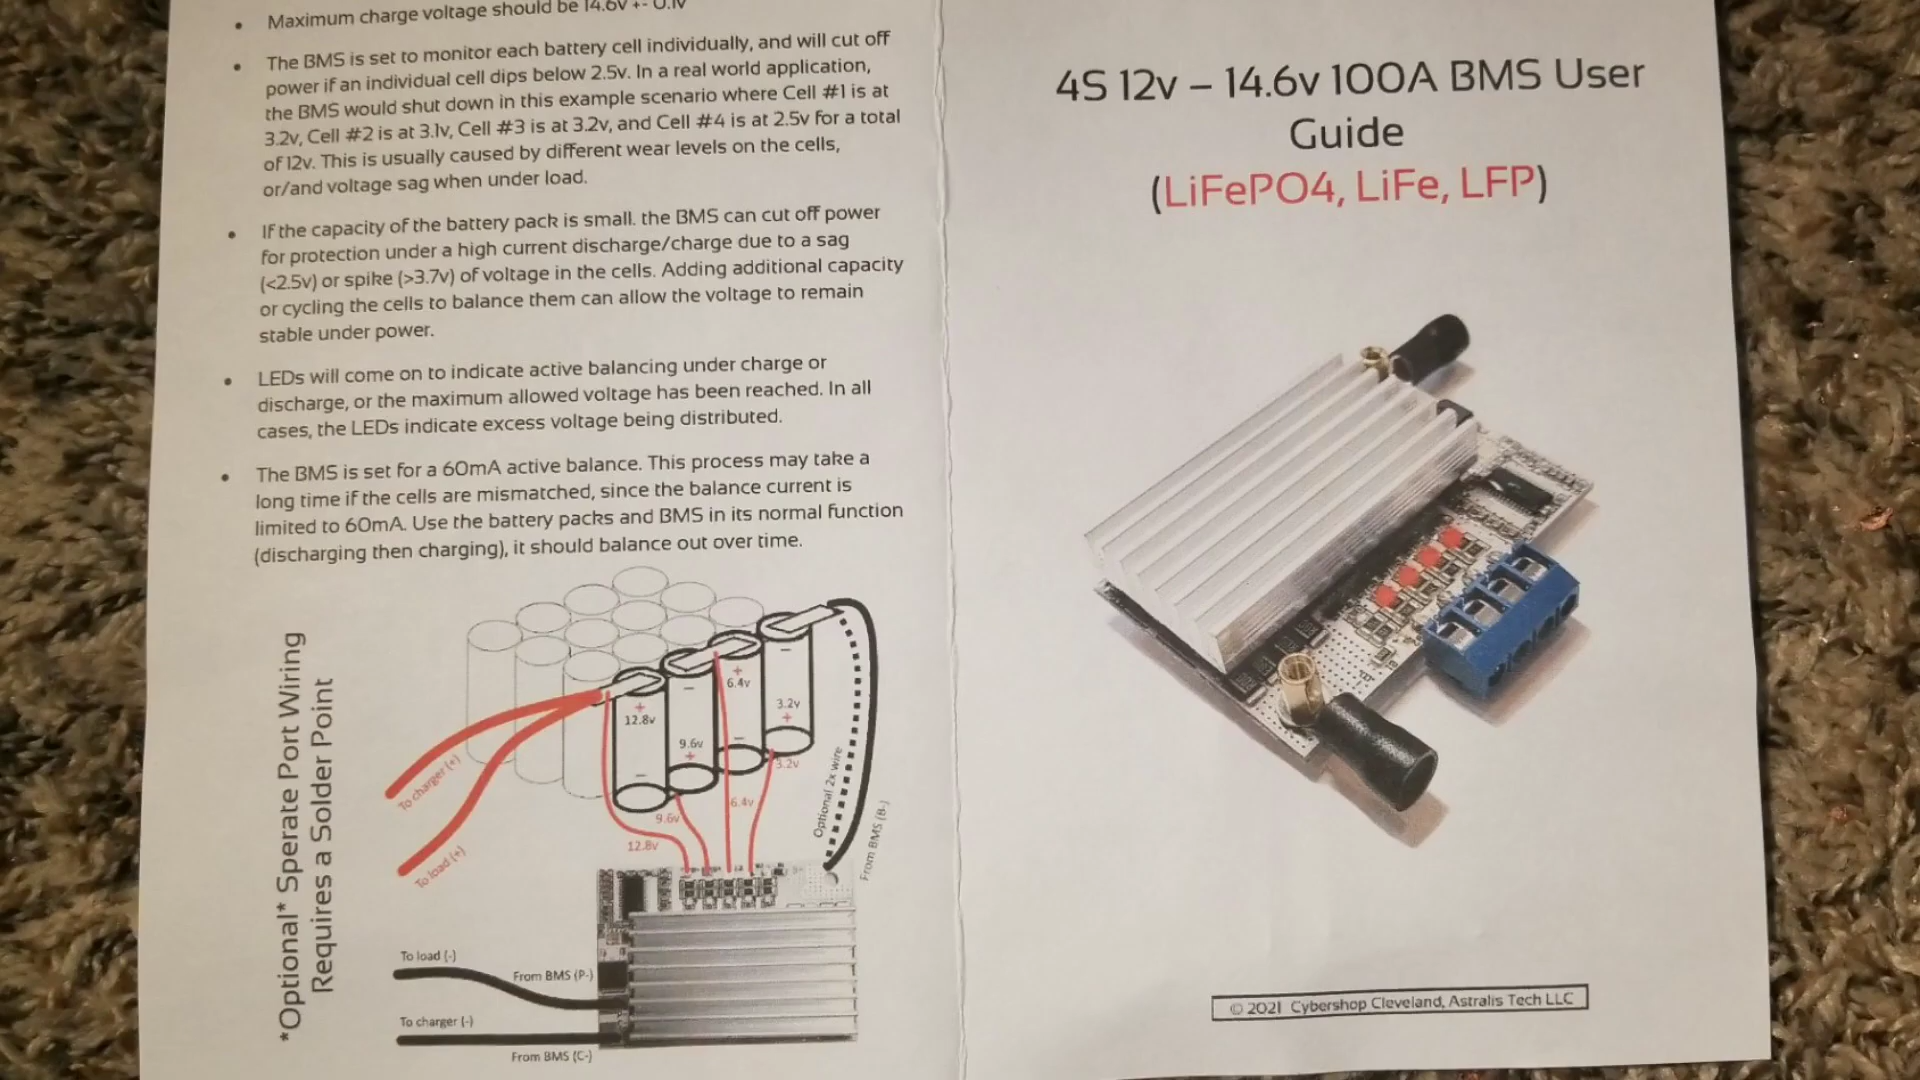 Maximum charge voltage should be 14.6v +- 0.1v
The BMS is set to monitor each battery cell individually, and will cut off
power if an individual cell dips below 2.5v. In a real world application,
the BMS would shut down in this example scenario where Cell #1 is at
3.2v, Cell #2 is at 3.1v, Cell #3 is at 3.2v, and Cell #4 is at 2.5v for a total
of 12v. This is usually caused by different wear levels on the cells,
or/and voltage sag when under load.
If the capacity of the battery pack is small. the BMS can cut off power
for protection under a high current discharge/charge due to a sag
(<2.5v) or spike (>3.7v) of voltage in the cells. Adding additional capacity
or cycling the cells to balance them can allow the voltage to remain
stable under power.
LEDs will come on to indicate active balancing under charge or
discharge, or the maximum allowed voltage has been reached. In all
cases, the LEDs indicate excess voltage being distributed.
The BMS is set for a 60mA active balance. This process may take a
long time if the cells are mismatched, since the balance current is
limited to 60mA. Use the battery packs and BMS in its normal function
(discharging then charging), it should balance out over time.
*Optional* Sperate Port Wiring
Requires a Solder Point
+
12.8v
-
-
9.6v
+
+
6.4v
-
-
3.2v
+
3.2v
6.4v
9.6v
12.8v
To charger (+)
To load (+)
Optional 2x wire
From BMS (B-)
To load (-)
From BMS (P-)
To charger (-)
From BMS (C-)
4S 12v – 14.6v 100A BMS User
Guide
(LiFePO4, LiFe, LFP)
© 2021 Cybershop Cleveland, Astralis Tech LLC